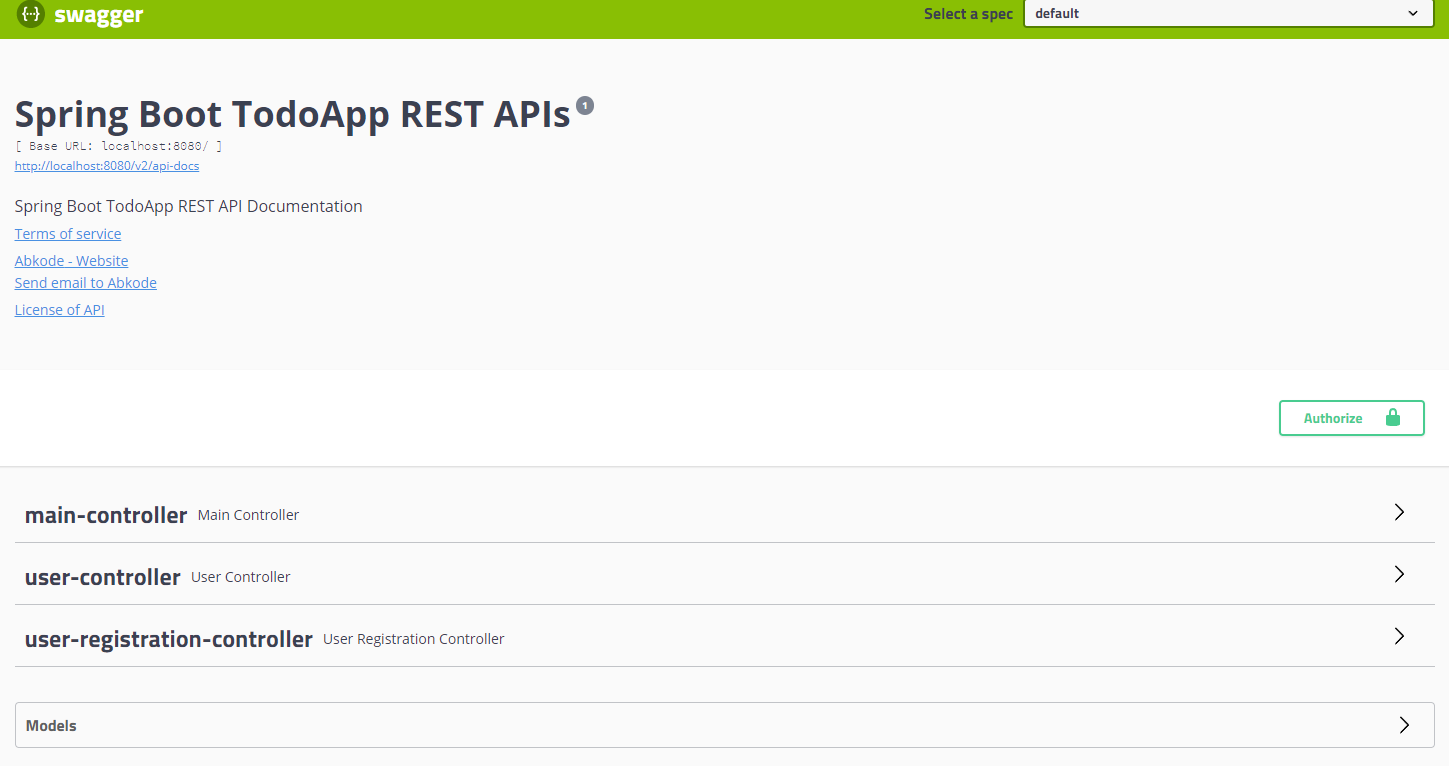 {···} swagger
Select a spec default
Spring Boot TodoApp REST APIs 1
[ Base URL: localhost:8080/ ]
http://localhost:8080/v2/api-docs
Spring Boot TodoApp REST API Documentation
Terms of service
Abkode - Website
Send email to Abkode
License of API
Authorize
main-controller Main Controller
user-controller User Controller
user-registration-controller User Registration Controller
Models